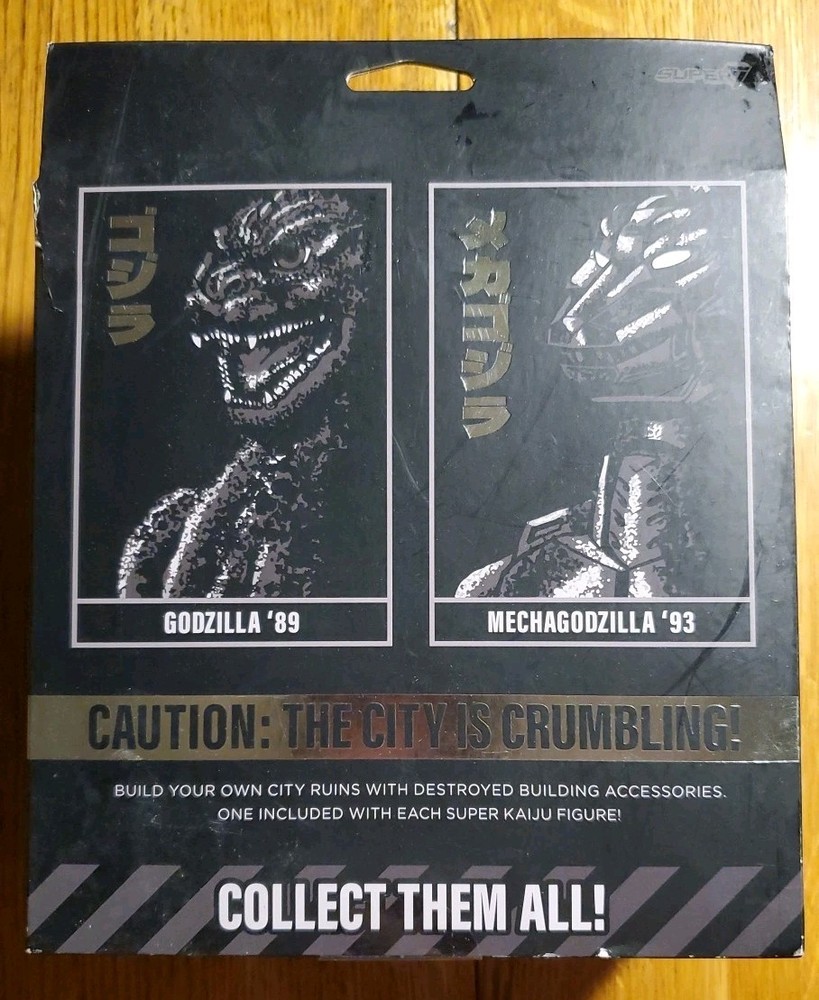 SUPER7
ゴジラ
メカゴジラ
GODZILLA '89
MECHAGODZILLA '93
CAUTION: THE CITY IS CRUMBLING!
BUILD YOUR OWN CITY RUINS WITH DESTROYED BUILDING ACCESSORIES.
ONE INCLUDED WITH EACH SUPER KAIJU FIGURE!
COLLECT THEM ALL!